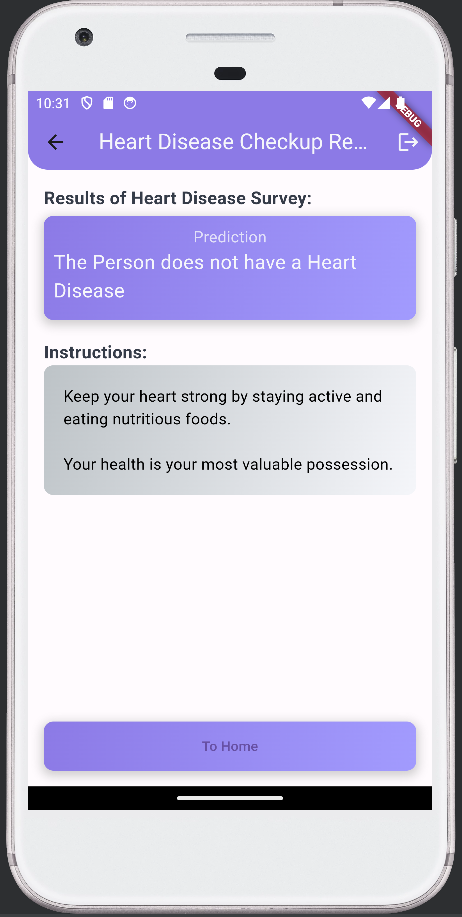 10:31
DEBUG
Heart Disease Checkup Re...
Results of Heart Disease Survey:
Prediction
The Person does not have a Heart
Disease
Instructions:
Keep your heart strong by staying active and
eating nutritious foods.
Your health is your most valuable possession.
To Home